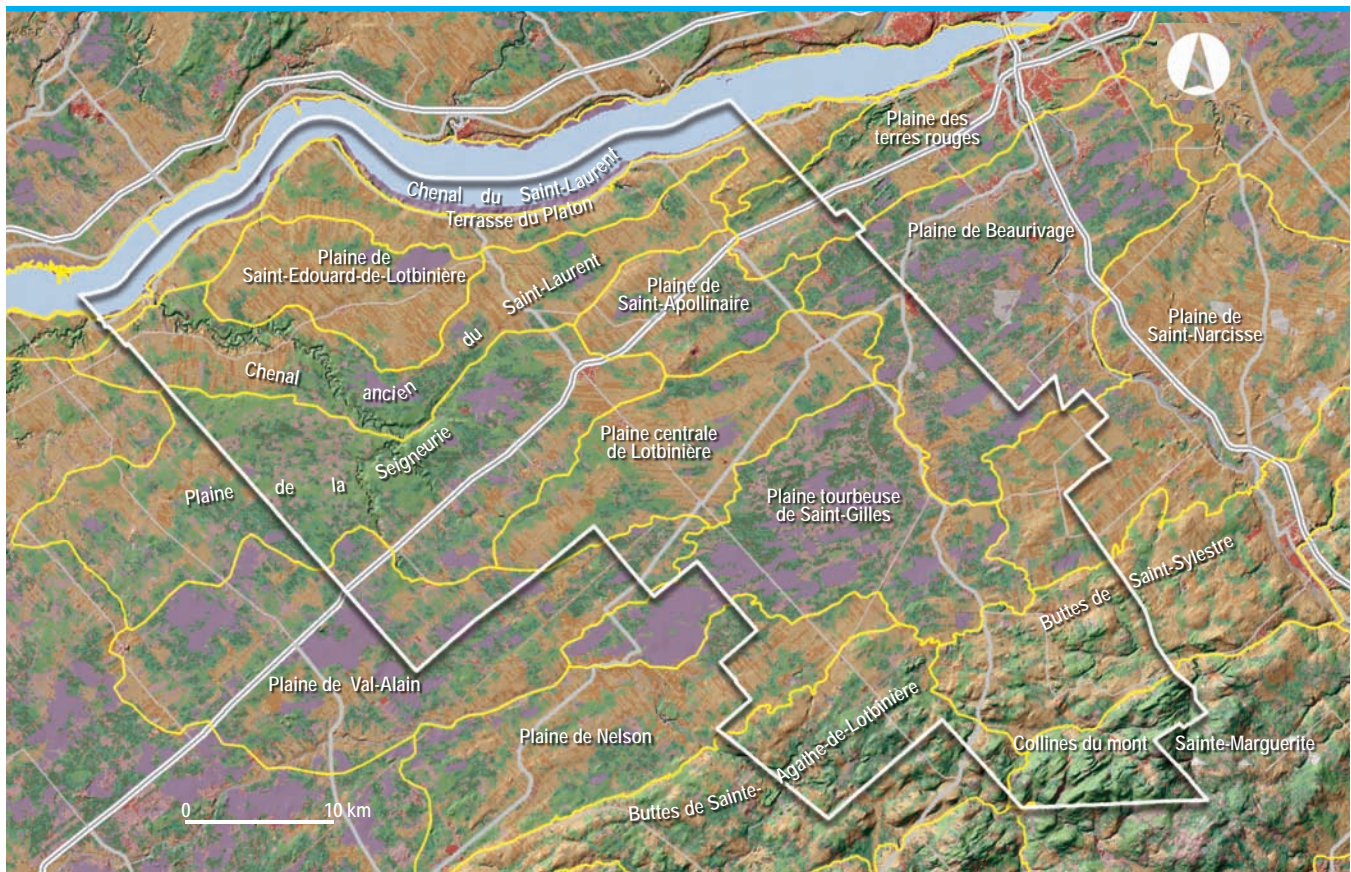 Plaine des
terres rouges
Chenal du Saint-Laurent
Terrasse du Platon
Plaine de Beaurivage
Plaine de
Saint-Edouard-de-Lotbinière
Plaine de
Saint-Apollinaire
Plaine de
Saint-Narcisse
Chenal ancien du Saint-Laurent
Plaine centrale
de Lotbinière
Plaine de la Seigneurie
Plaine tourbeuse
de Saint-Gilles
Buttes de Saint-Sylestre
Plaine de Val-Alain
Plaine de Nelson
Buttes de Sainte-Agathe-de-Lotbinière
Collines du mont Sainte-Marguerite
0 10 km